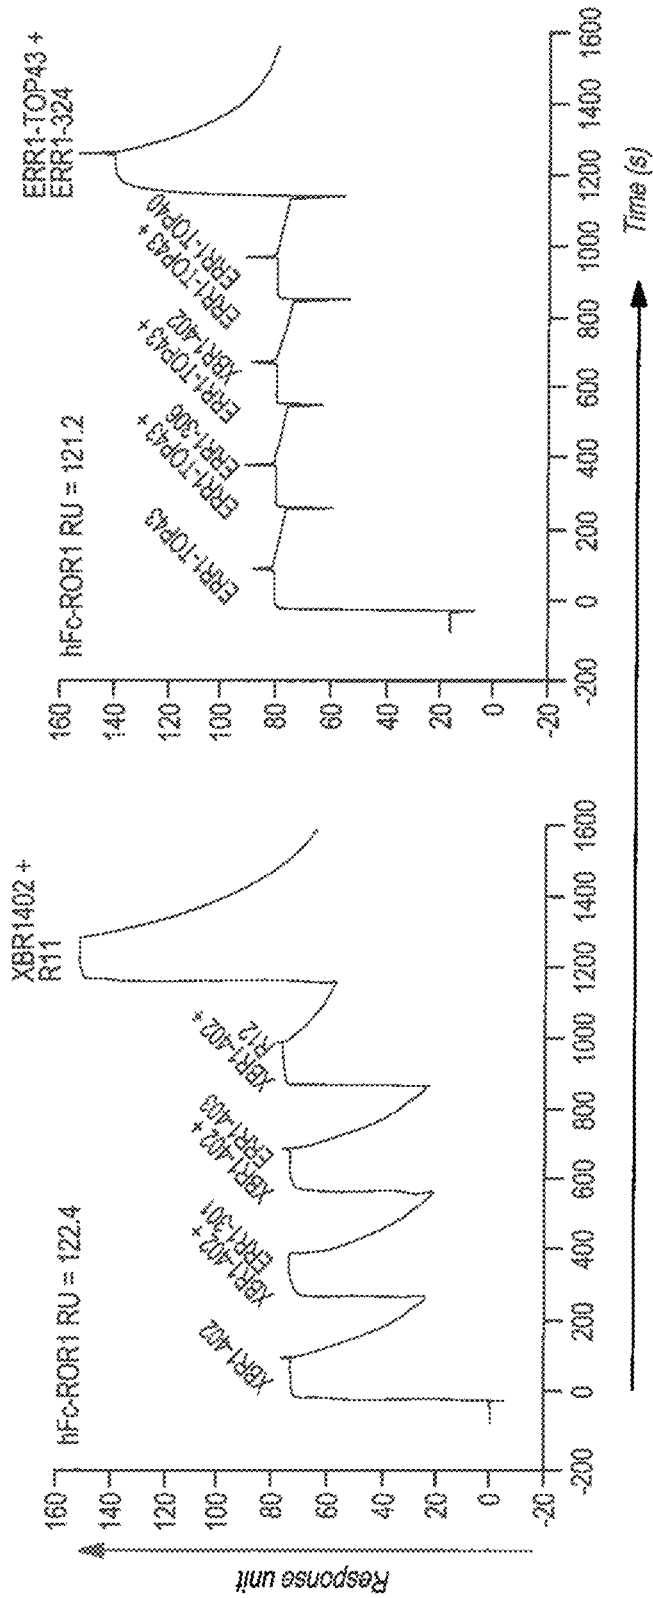 hFc-ROR1 RU = 122.4
XBR1402 +
R11
XBR1-402
XBR1-402 +
ERR1-301
XBR1-402 +
ERR1-403
XBR1-402 +
R12
Response unit
160
140
120
100
80
60
40
20
0
-20
-200
0
200
400
600
800
1000
1200
1400
1600
hFc-ROR1 RU = 121.2
ERR1-TOP43 +
ERR1-324
ERR1-TOP43
ERR1-TOP43 +
ERR1-306
ERR1-TOP43 +
XBR1-402
ERR1-TOP43 +
ERR1-TOP40
160
140
120
100
80
60
40
20
0
-20
-200
0
200
400
600
800
1000
1200
1400
1600
Time (s)